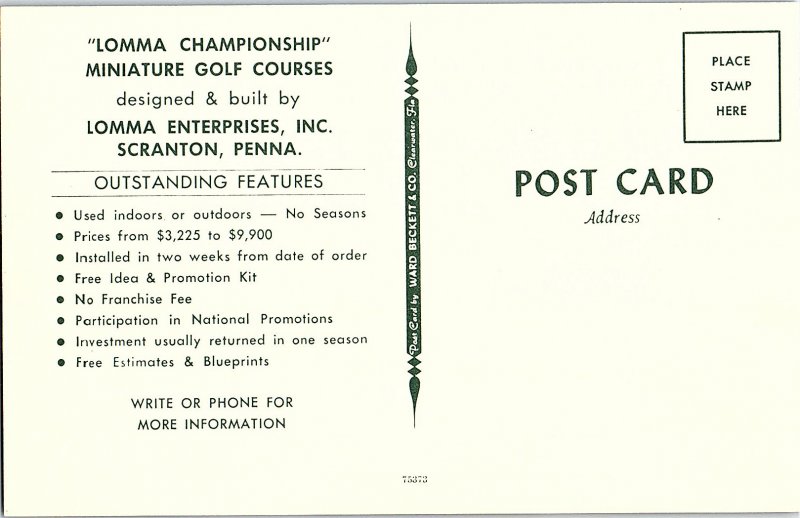 "LOMMA CHAMPIONSHIP"
MINIATURE GOLF COURSES
designed & built by
LOMMA ENTERPRISES, INC.
SCRANTON, PENNA.
OUTSTANDING FEATURES
● Used indoors or outdoors — No Seasons
● Prices from $3,225 to $9,900
● Installed in two weeks from date of order
● Free Idea & Promotion Kit
● No Franchise Fee
● Participation in National Promotions
● Investment usually returned in one season
● Free Estimates & Blueprints
WRITE OR PHONE FOR
MORE INFORMATION
Post Card by WARD BECKETT & CO. Clearwater, Fla
75373
PLACE
STAMP
HERE
POST CARD
Address